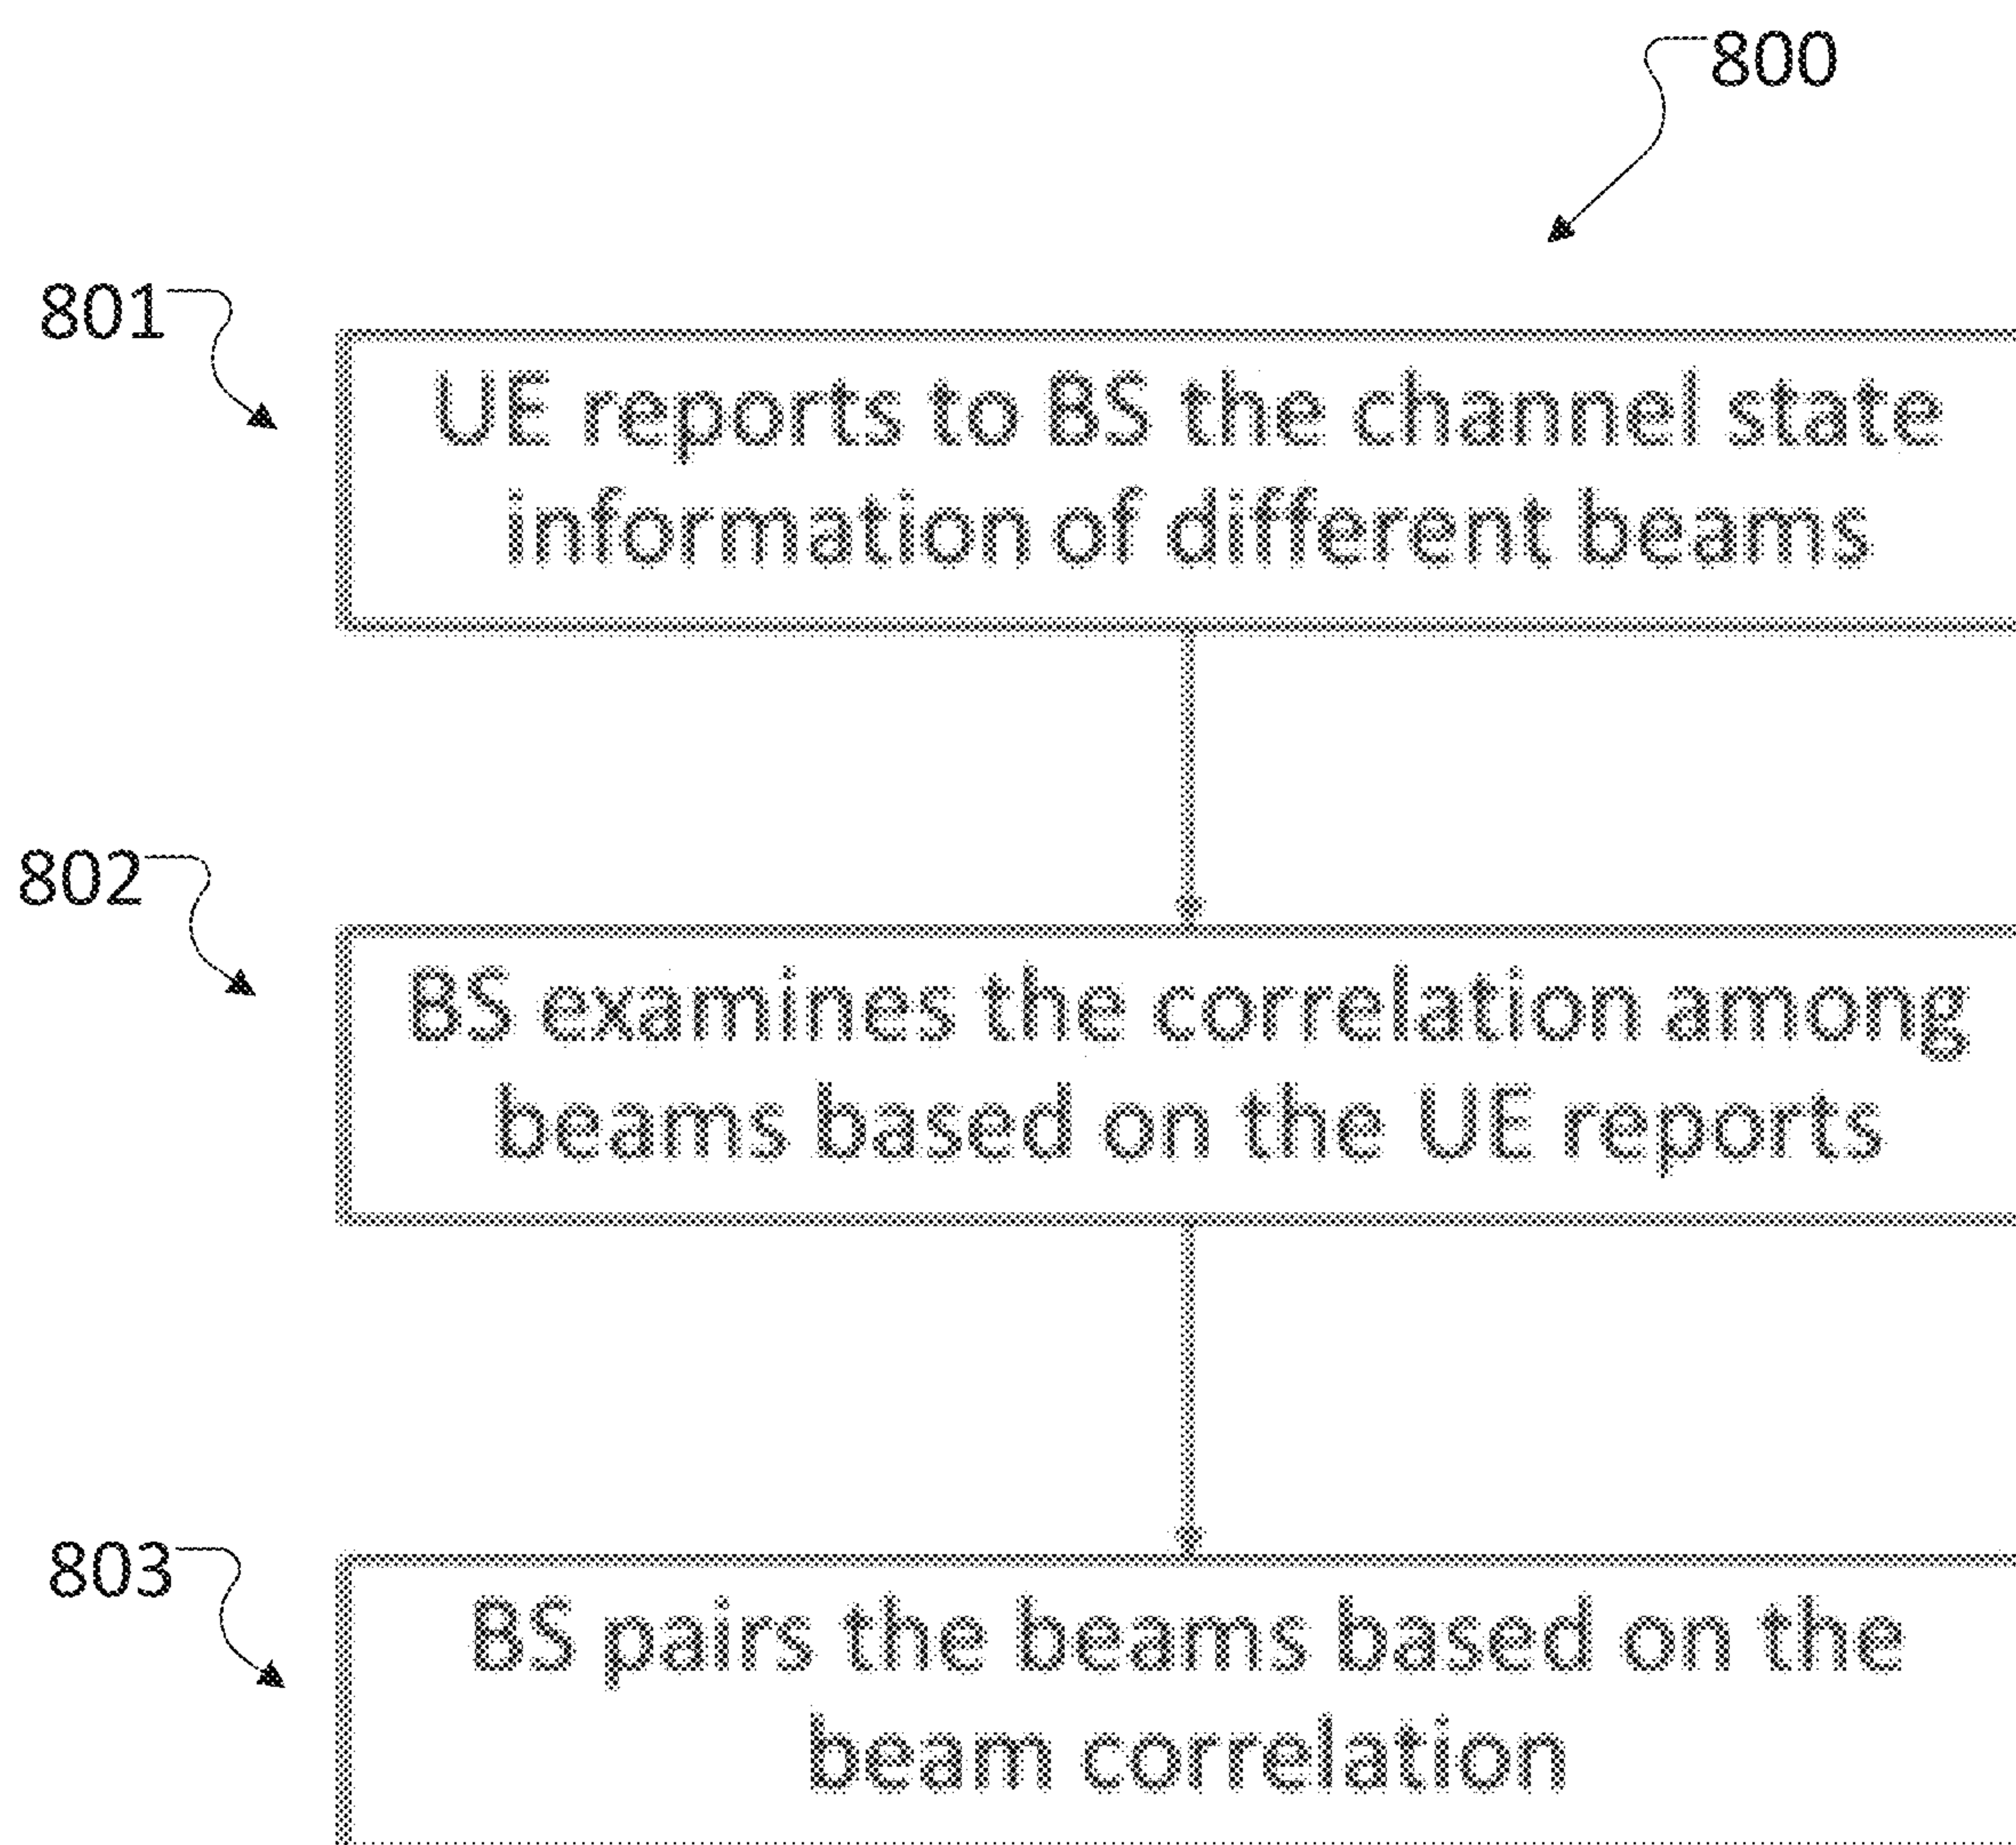 800
801
UE reports to BS the channel state
information of different beams
802
BS examines the correlation among
beams based on the UE reports
803
BS pairs the beams based on the
beam correlation